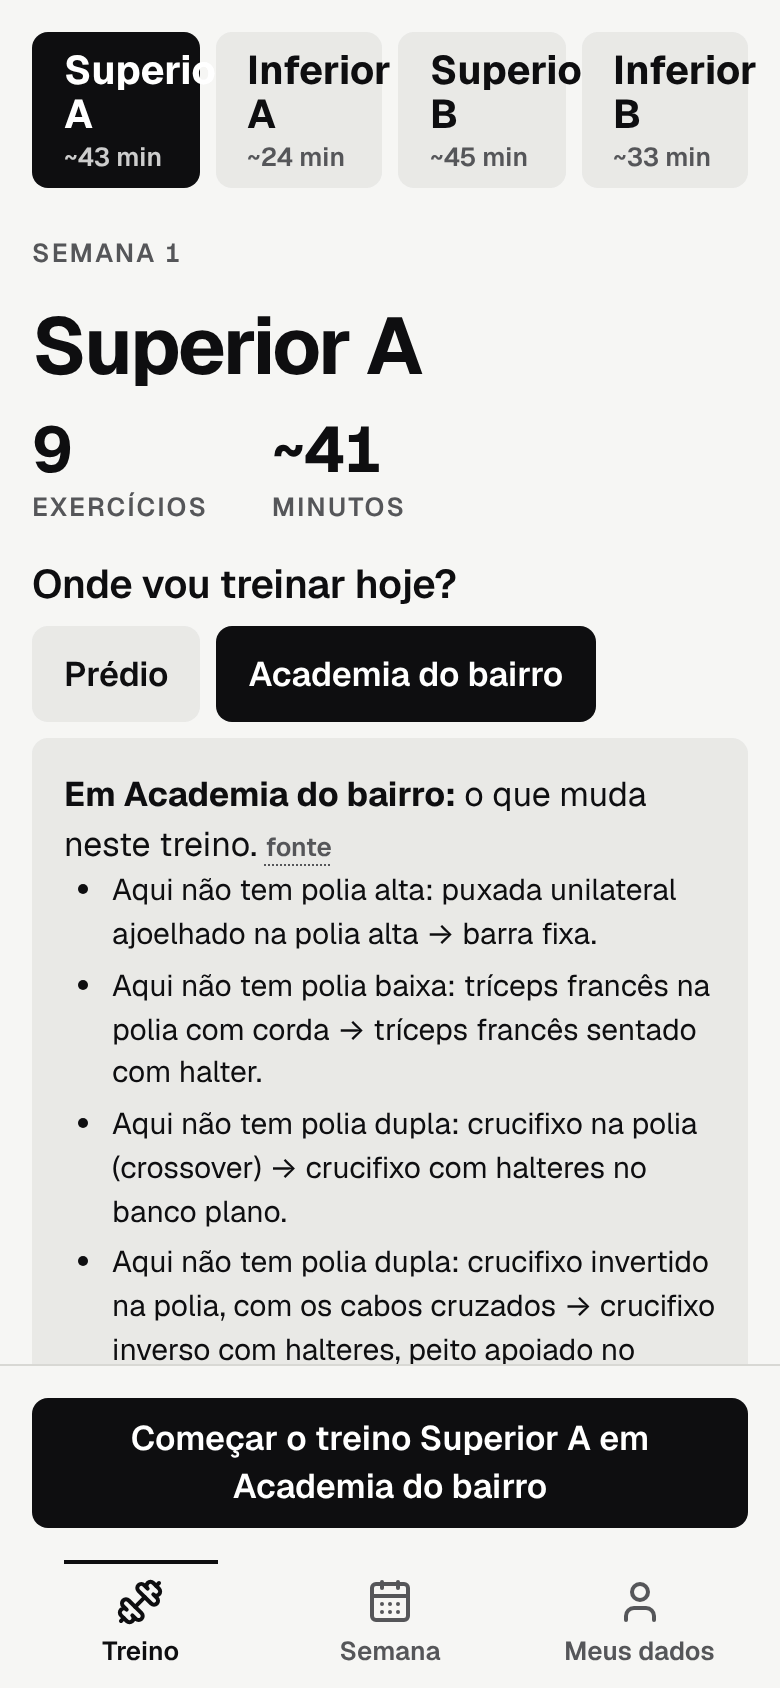 Superio
A
~43 min
Inferior
A
~24 min
Superio
B
~45 min
Inferior
B
~33 min
SEMANA 1
Superior A
9
EXERCÍCIOS
~41
MINUTOS
Onde vou treinar hoje?
Prédio
Academia do bairro
Em Academia do bairro: o que muda
neste treino. fonte
• Aqui não tem polia alta: puxada unilateral
ajoelhado na polia alta → barra fixa.
• Aqui não tem polia baixa: tríceps francês na
polia com corda → tríceps francês sentado
com halter.
• Aqui não tem polia dupla: crucifixo na polia
(crossover) → crucifixo com halteres no
banco plano.
• Aqui não tem polia dupla: crucifixo invertido
na polia, com os cabos cruzados → crucifixo
inverso com halteres, peito apoiado no
Começar o treino Superior A em
Academia do bairro
Treino
Semana
Meus dados